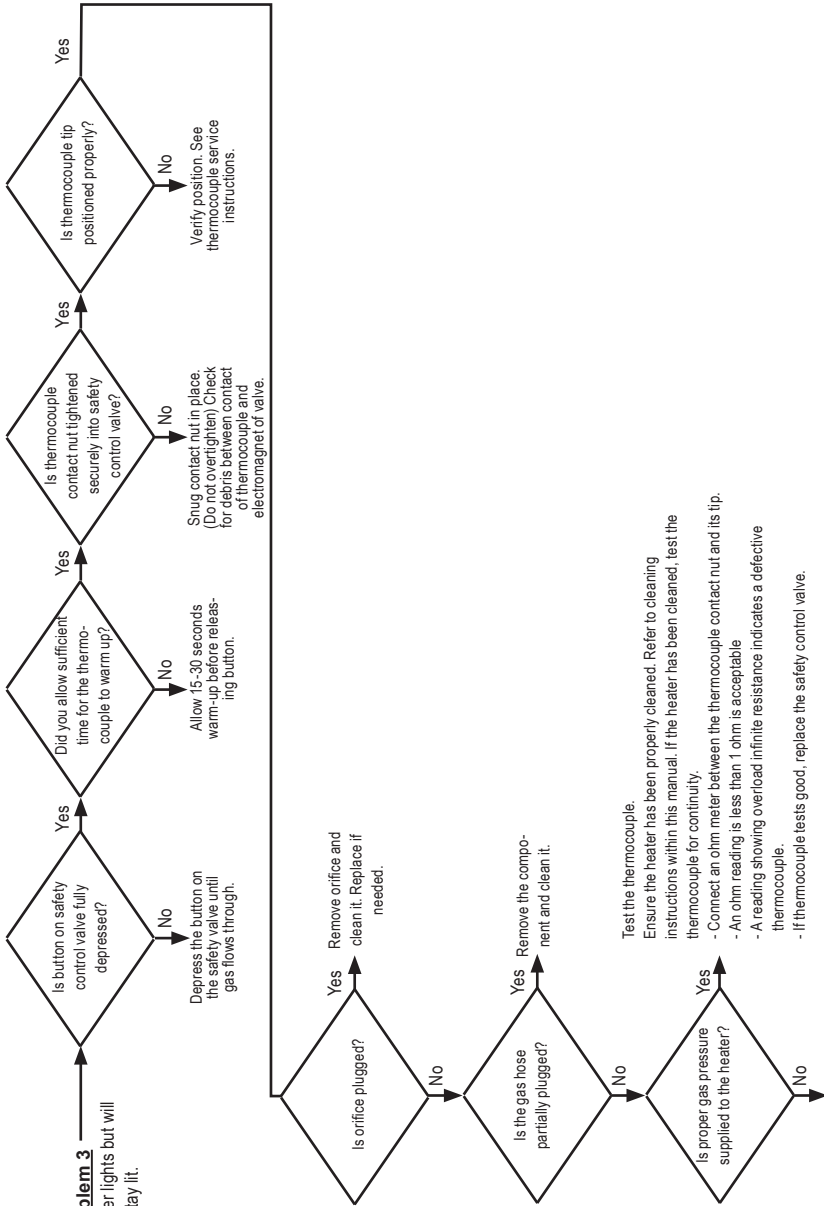 blem 3
er lights but will
tay lit.
Is button on safety
control valve fully
depressed?
Yes
No
Depress the button on
the safety valve until
gas flows through.
Did you allow sufficient
time for the thermo-
couple to warm up?
Yes
No
Allow 15-30 seconds
warm-up before releas-
ing button.
Is thermocouple
contact nut tightened
securely into safety
control valve?
Yes
No
Snug contact nut in place.
(Do not overtighten) Check
for debris between contact
of thermocouple and
electromagnet of valve.
Is thermocouple tip
positioned properly?
Yes
No
Verify position. See
thermocouple service
instructions.
Is orifice plugged?
Yes
Remove orifice and
clean it. Replace if
needed.
No
Is the gas hose
partially plugged?
Yes
Remove the compo-
nent and clean it.
No
Is proper gas pressure
supplied to the heater?
Yes
No
Test the thermocouple.
Ensure the heater has been properly cleaned. Refer to cleaning
instructions within this manual. If the heater has been cleaned, test the
thermocouple for continuity.
- Connect an ohm meter between the thermocouple contact nut and its tip.
- An ohm reading is less than 1 ohm is acceptable
- A reading showing overload infinite resistance indicates a defective
thermocouple.
- If thermocouple tests good, replace the safety control valve.